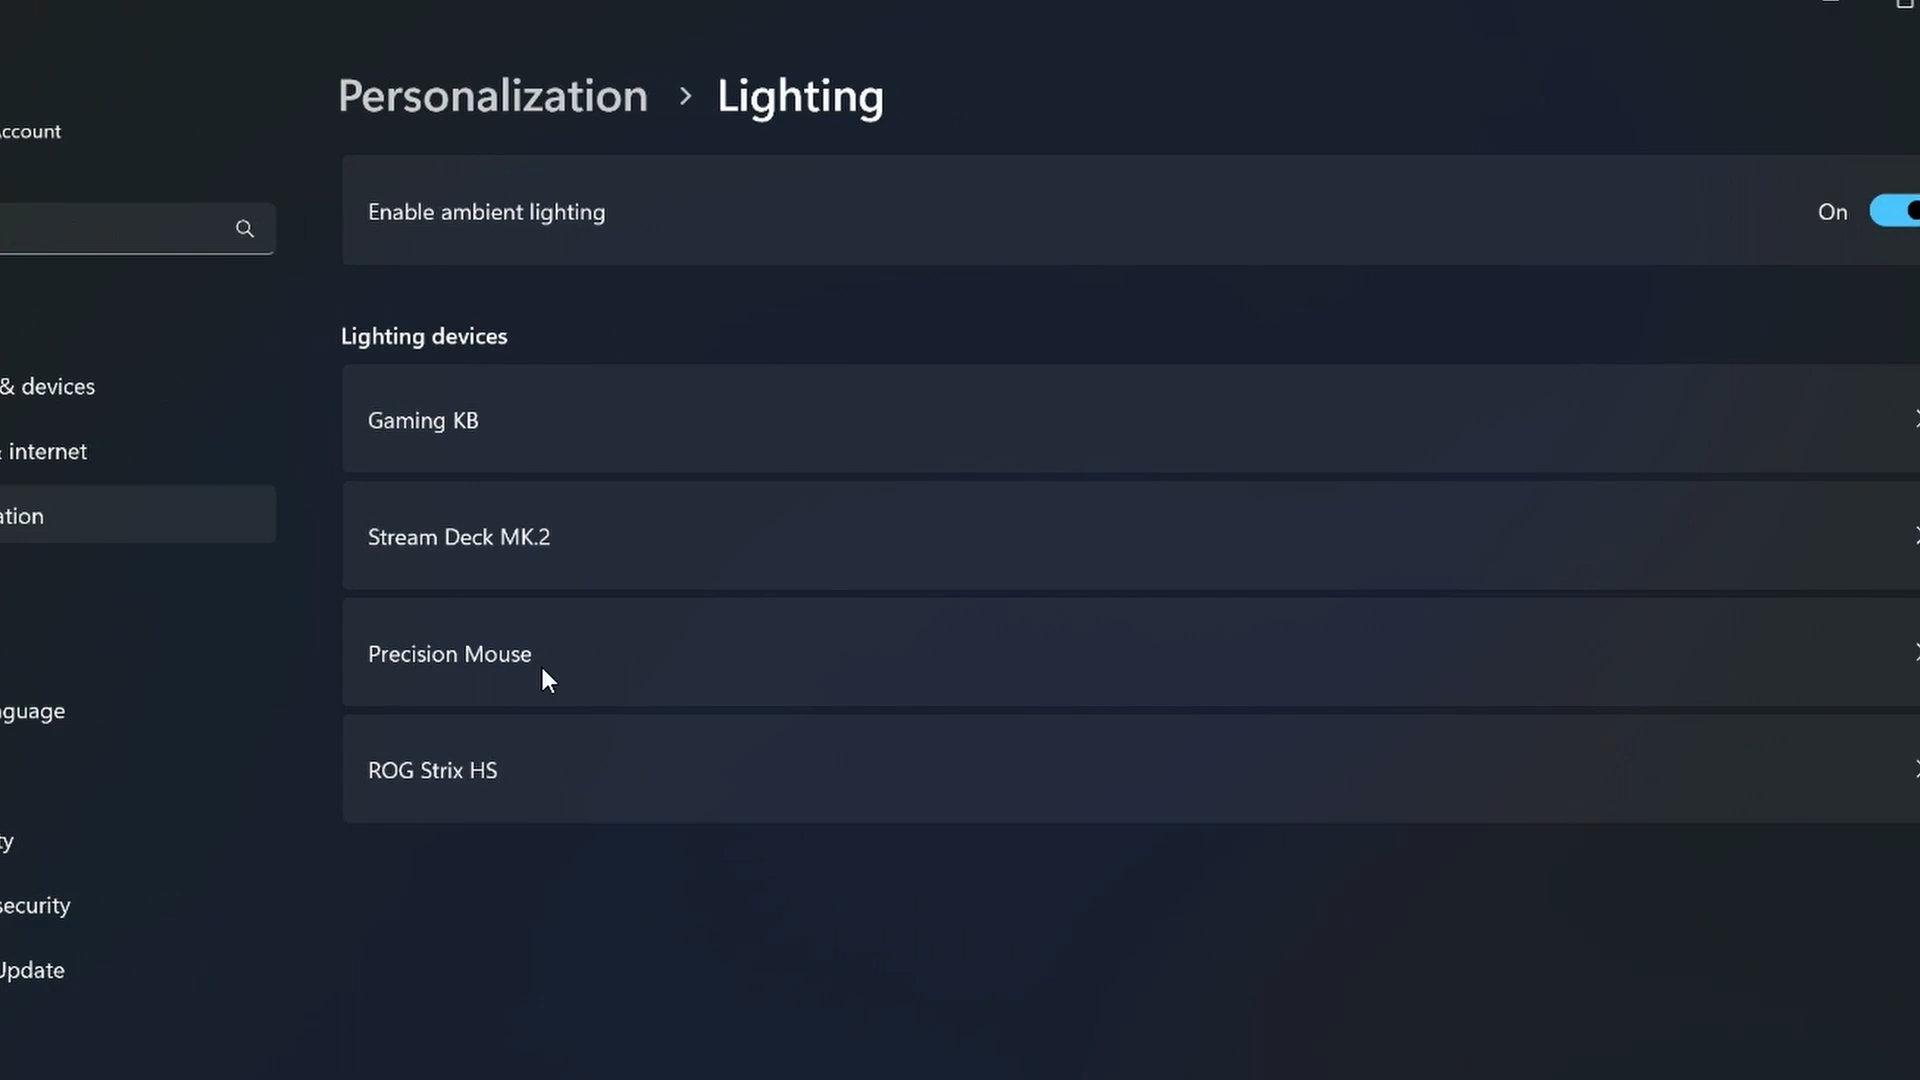 Personalization > Lighting
ccount
Enable ambient lighting
On
Lighting devices
& devices
Gaming KB
internet
ation
Stream Deck MK.2
Precision Mouse
guage
ROG Strix HS
ty
security
Update